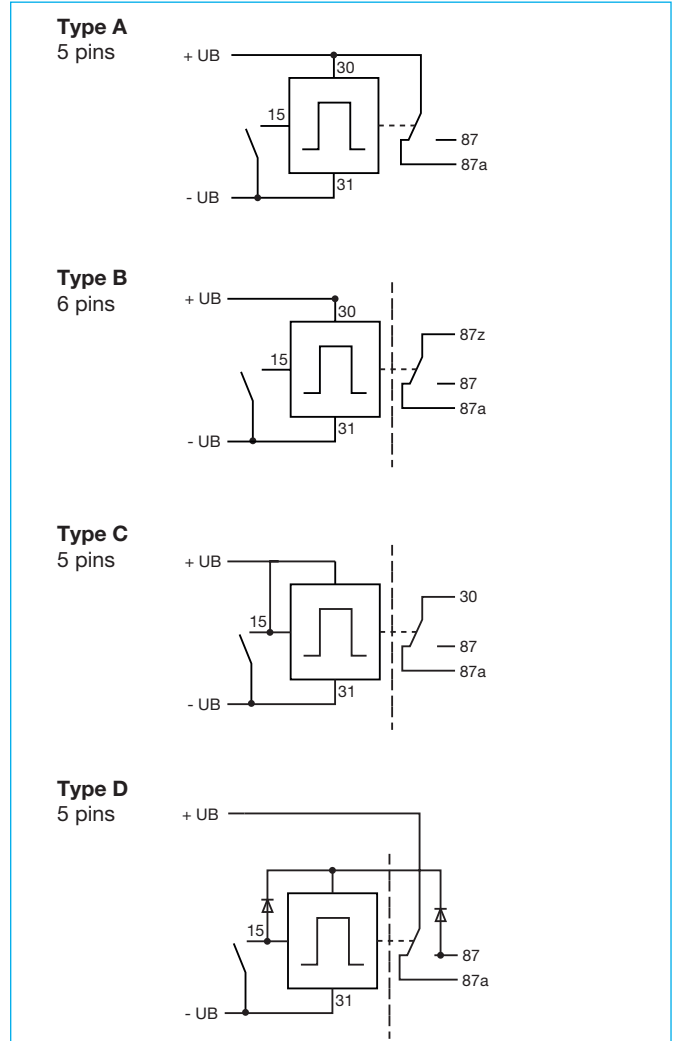 Type A
5 pins
+ UB
30
15
87
87a
31
- UB
Type B
6 pins
+ UB
30
87z
15
87
87a
31
- UB
Type C
5 pins
+ UB
30
15
87
87a
31
- UB
Type D
5 pins
+ UB
15
87
87a
31
- UB